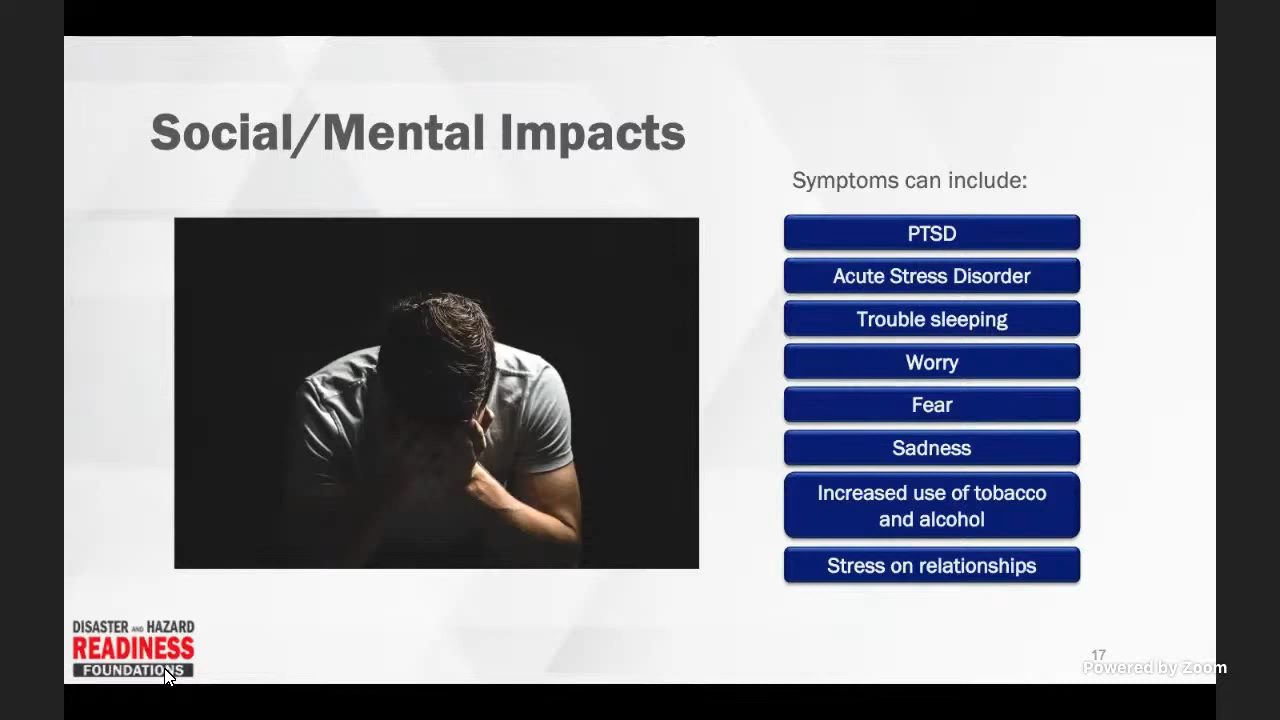 Social/Mental Impacts
Symptoms can include:
PTSD
Acute Stress Disorder
Trouble sleeping
Worry
Fear
Sadness
Increased use of tobacco
and alcohol
Stress on relationships
DISASTER AND HAZARD
READINESS
FOUNDATIONS
17
Powered by Zoom